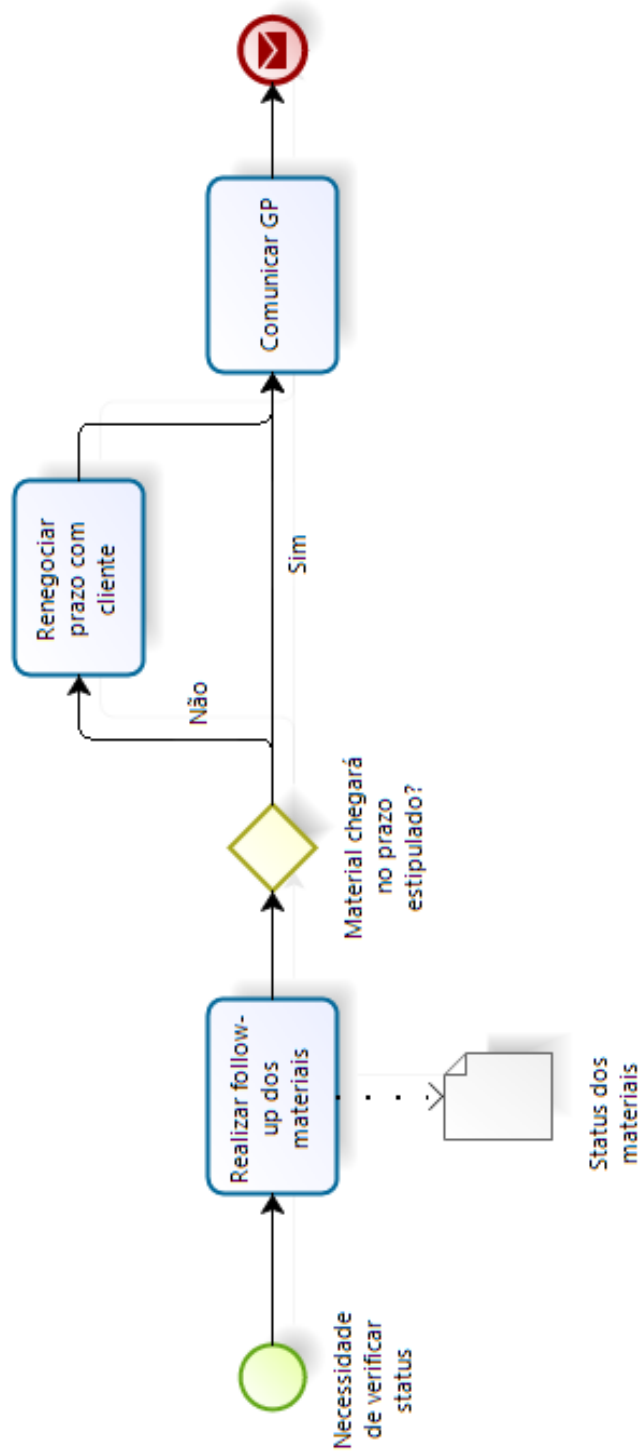 Necessidade
de verificar
status
Realizar follow-
up dos
materiais
Status dos
materiais
Material chegará
no prazo
estipulado?
Não
Sim
Renegociar
prazo com
cliente
Comunicar GP